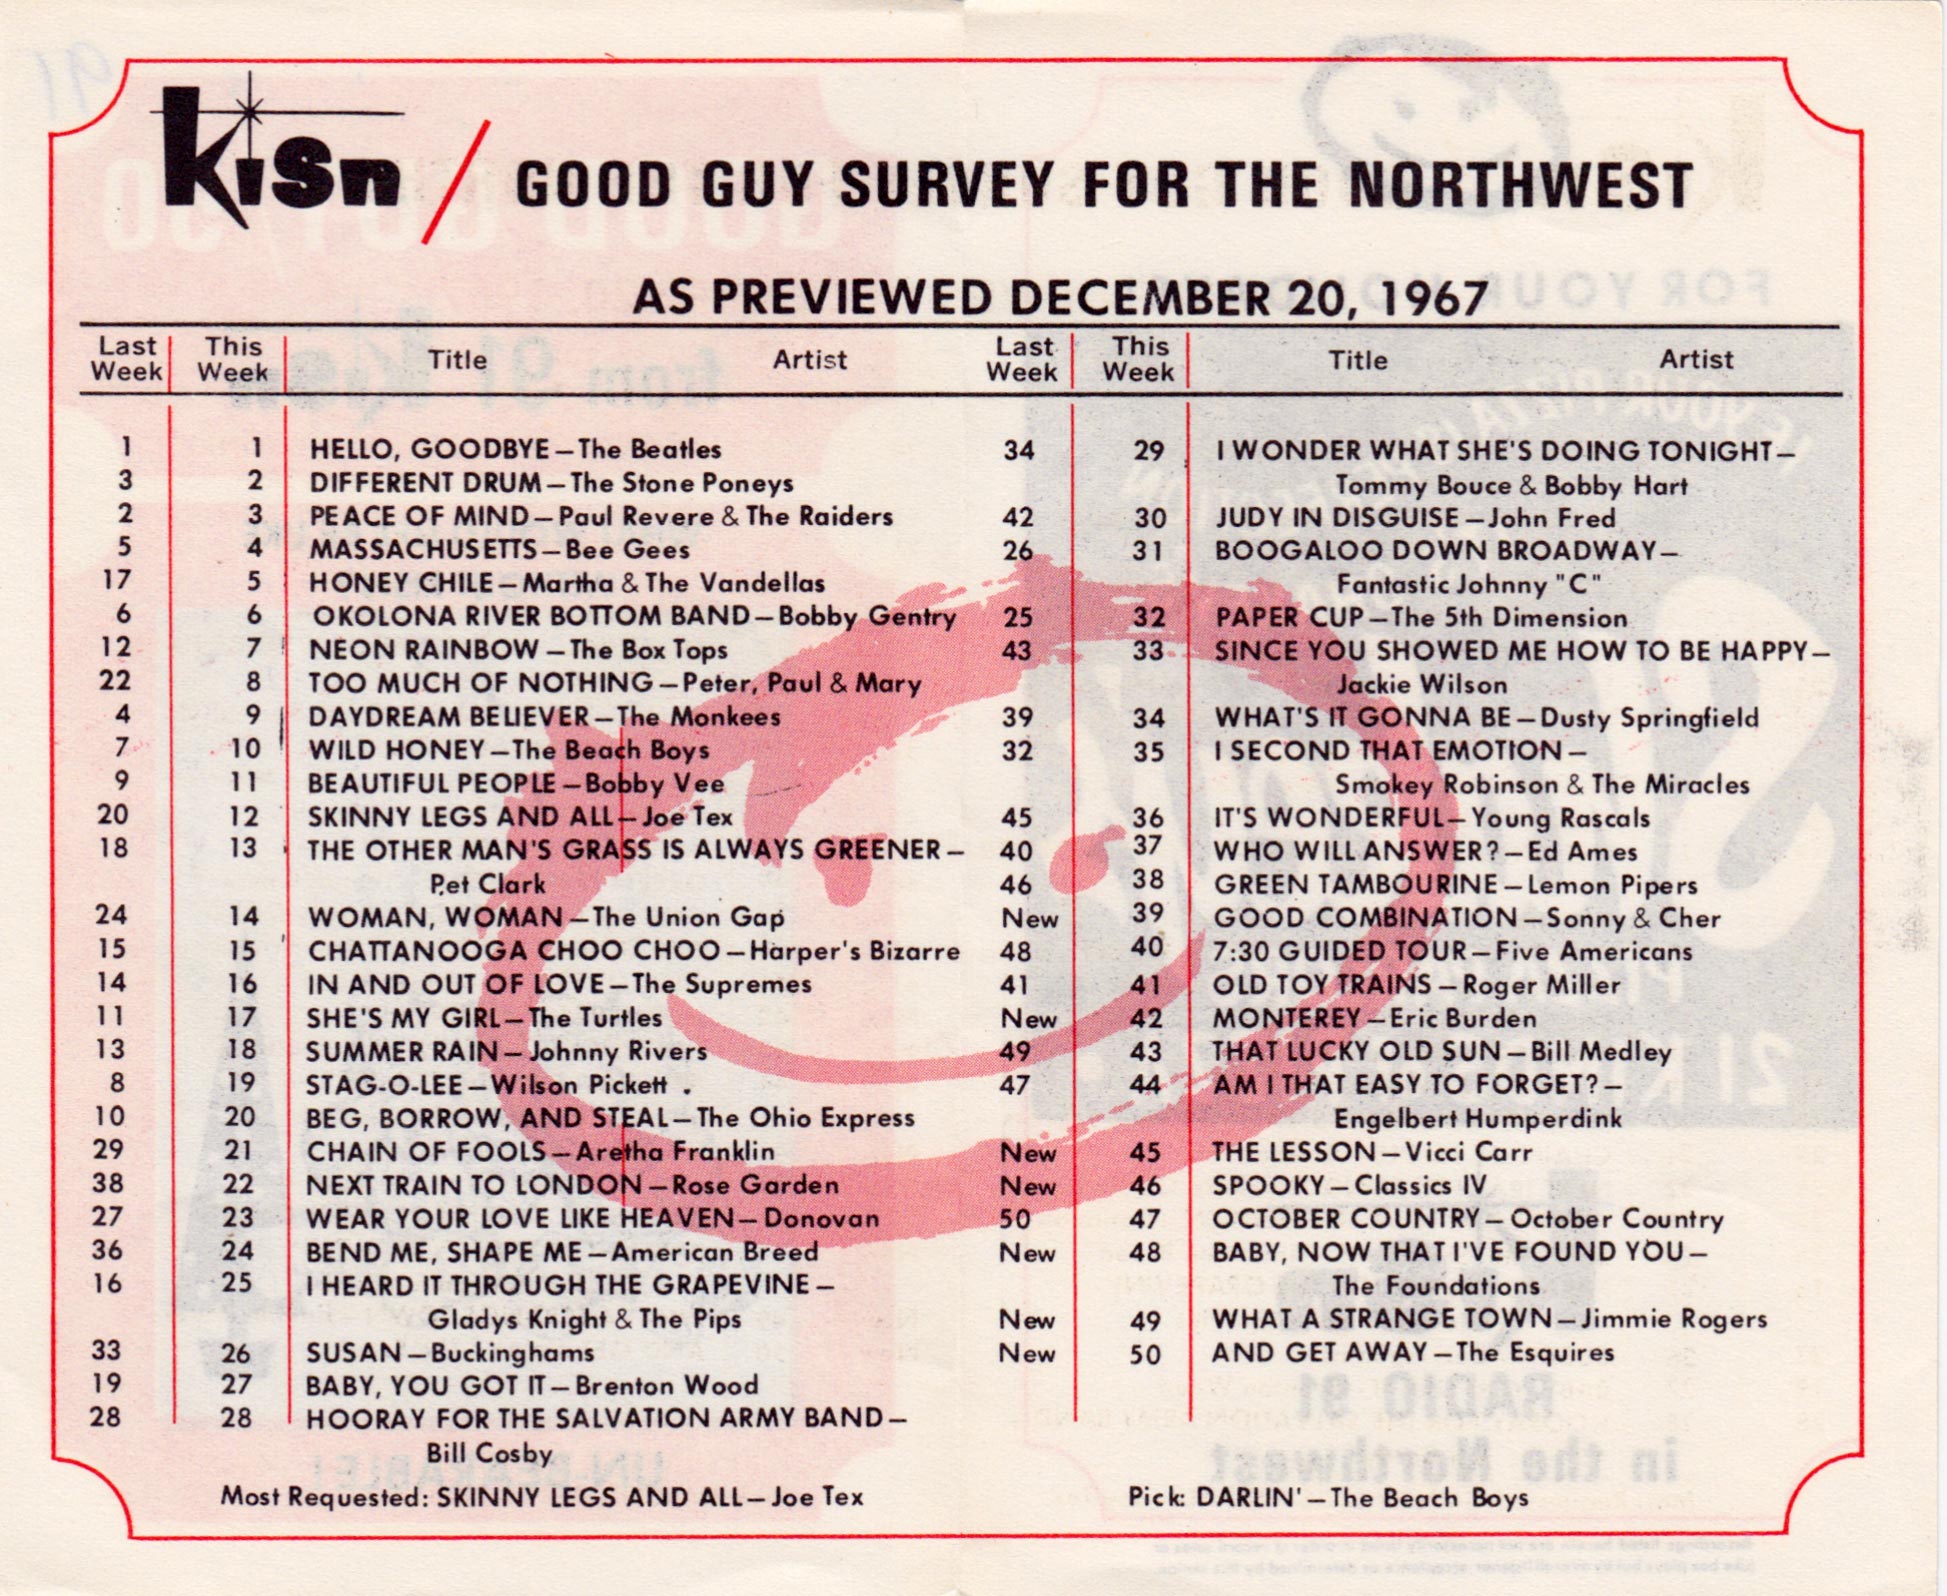 kisn / GOOD GUY SURVEY FOR THE NORTHWEST
AS PREVIEWED DECEMBER 20, 1967
Last Week This Week Title Artist
1 1 HELLO, GOODBYE—The Beatles
3 2 DIFFERENT DRUM—The Stone Poneys
2 3 PEACE OF MIND—Paul Revere & The Raiders
5 4 MASSACHUSETTS—Bee Gees
17 5 HONEY CHILE—Martha & The Vandellas
6 6 OKOLONA RIVER BOTTOM BAND—Bobby Gentry
12 7 NEON RAINBOW—The Box Tops
22 8 TOO MUCH OF NOTHING—Peter, Paul & Mary
4 9 DAYDREAM BELIEVER—The Monkees
7 10 WILD HONEY—The Beach Boys
9 11 BEAUTIFUL PEOPLE—Bobby Vee
20 12 SKINNY LEGS AND ALL—Joe Tex
18 13 THE OTHER MAN'S GRASS IS ALWAYS GREENER—
Pet Clark
24 14 WOMAN, WOMAN—The Union Gap
15 15 CHATTANOOGA CHOO CHOO—Harper's Bizarre
14 16 IN AND OUT OF LOVE—The Supremes
11 17 SHE'S MY GIRL—The Turtles
13 18 SUMMER RAIN—Johnny Rivers
8 19 STAG-O-LEE—Wilson Pickett .
10 20 BEG, BORROW, AND STEAL—The Ohio Express
29 21 CHAIN OF FOOLS—Aretha Franklin
38 22 NEXT TRAIN TO LONDON—Rose Garden
27 23 WEAR YOUR LOVE LIKE HEAVEN—Donovan
36 24 BEND ME, SHAPE ME—American Breed
16 25 I HEARD IT THROUGH THE GRAPEVINE—
Gladys Knight & The Pips
33 26 SUSAN—Buckinghams
19 27 BABY, YOU GOT IT—Brenton Wood
28 28 HOORAY FOR THE SALVATION ARMY BAND—
Bill Cosby
Most Requested: SKINNY LEGS AND ALL—Joe Tex
Last Week This Week Title Artist
34 29 I WONDER WHAT SHE'S DOING TONIGHT—
Tommy Bouce & Bobby Hart
42 30 JUDY IN DISGUISE—John Fred
26 31 BOOGALOO DOWN BROADWAY—
Fantastic Johnny "C"
25 32 PAPER CUP—The 5th Dimension
43 33 SINCE YOU SHOWED ME HOW TO BE HAPPY—
Jackie Wilson
39 34 WHAT'S IT GONNA BE—Dusty Springfield
32 35 I SECOND THAT EMOTION—
Smokey Robinson & The Miracles
45 36 IT'S WONDERFUL—Young Rascals
40 37 WHO WILL ANSWER?—Ed Ames
46 38 GREEN TAMBOURINE—Lemon Pipers
New 39 GOOD COMBINATION—Sonny & Cher
48 40 7:30 GUIDED TOUR—Five Americans
41 41 OLD TOY TRAINS—Roger Miller
New 42 MONTEREY—Eric Burden
49 43 THAT LUCKY OLD SUN—Bill Medley
47 44 AM I THAT EASY TO FORGET?—
Engelbert Humperdink
New 45 THE LESSON—Vicci Carr
New 46 SPOOKY—Classics IV
50 47 OCTOBER COUNTRY—October Country
New 48 BABY, NOW THAT I'VE FOUND YOU—
The Foundations
New 49 WHAT A STRANGE TOWN—Jimmie Rogers
New 50 AND GET AWAY—The Esquires
Pick: DARLIN'—The Beach Boys